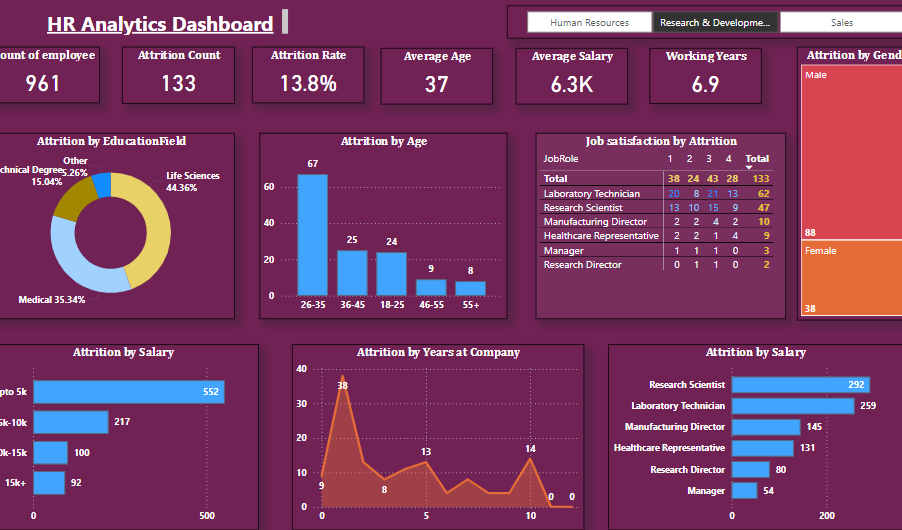 HR Analytics Dashboard
Human Resources
Research & Developme...
Sales
ount of employee
961
Attrition Count
133
Attrition Rate
13.8%
Average Age
37
Average Salary
6.3K
Working Years
6.9
Attrition by Gend
Male
88
Female
38
Attrition by EducationField
Other
5.26%
chnical Degree
15.04%
Life Sciences
44.36%
Medical 35.34%
Attrition by Age
60
40
20
0
67
25
24
9
8
26-35
36-45
18-25
46-55
55+
Job satisfaction by Attrition
JobRole 1 2 3 4 Total
Total 38 24 43 28 133
Laboratory Technician 20 8 21 13 62
Research Scientist 13 10 15 9 47
Manufacturing Director 2 2 4 2 10
Healthcare Representative 2 2 1 4 9
Manager 1 1 1 0 3
Research Director 0 1 1 0 2
Attrition by Salary
pto 5k 552
5k-10k 217
0k-15k 100
15k+ 92
0 500
Attrition by Years at Company
40
30
20
10
0
9
38
8
13
14
0
0
0 5 10
Attrition by Salary
Research Scientist 292
Laboratory Technician 259
Manufacturing Director 145
Healthcare Representative 131
Research Director 80
Manager 54
0 200